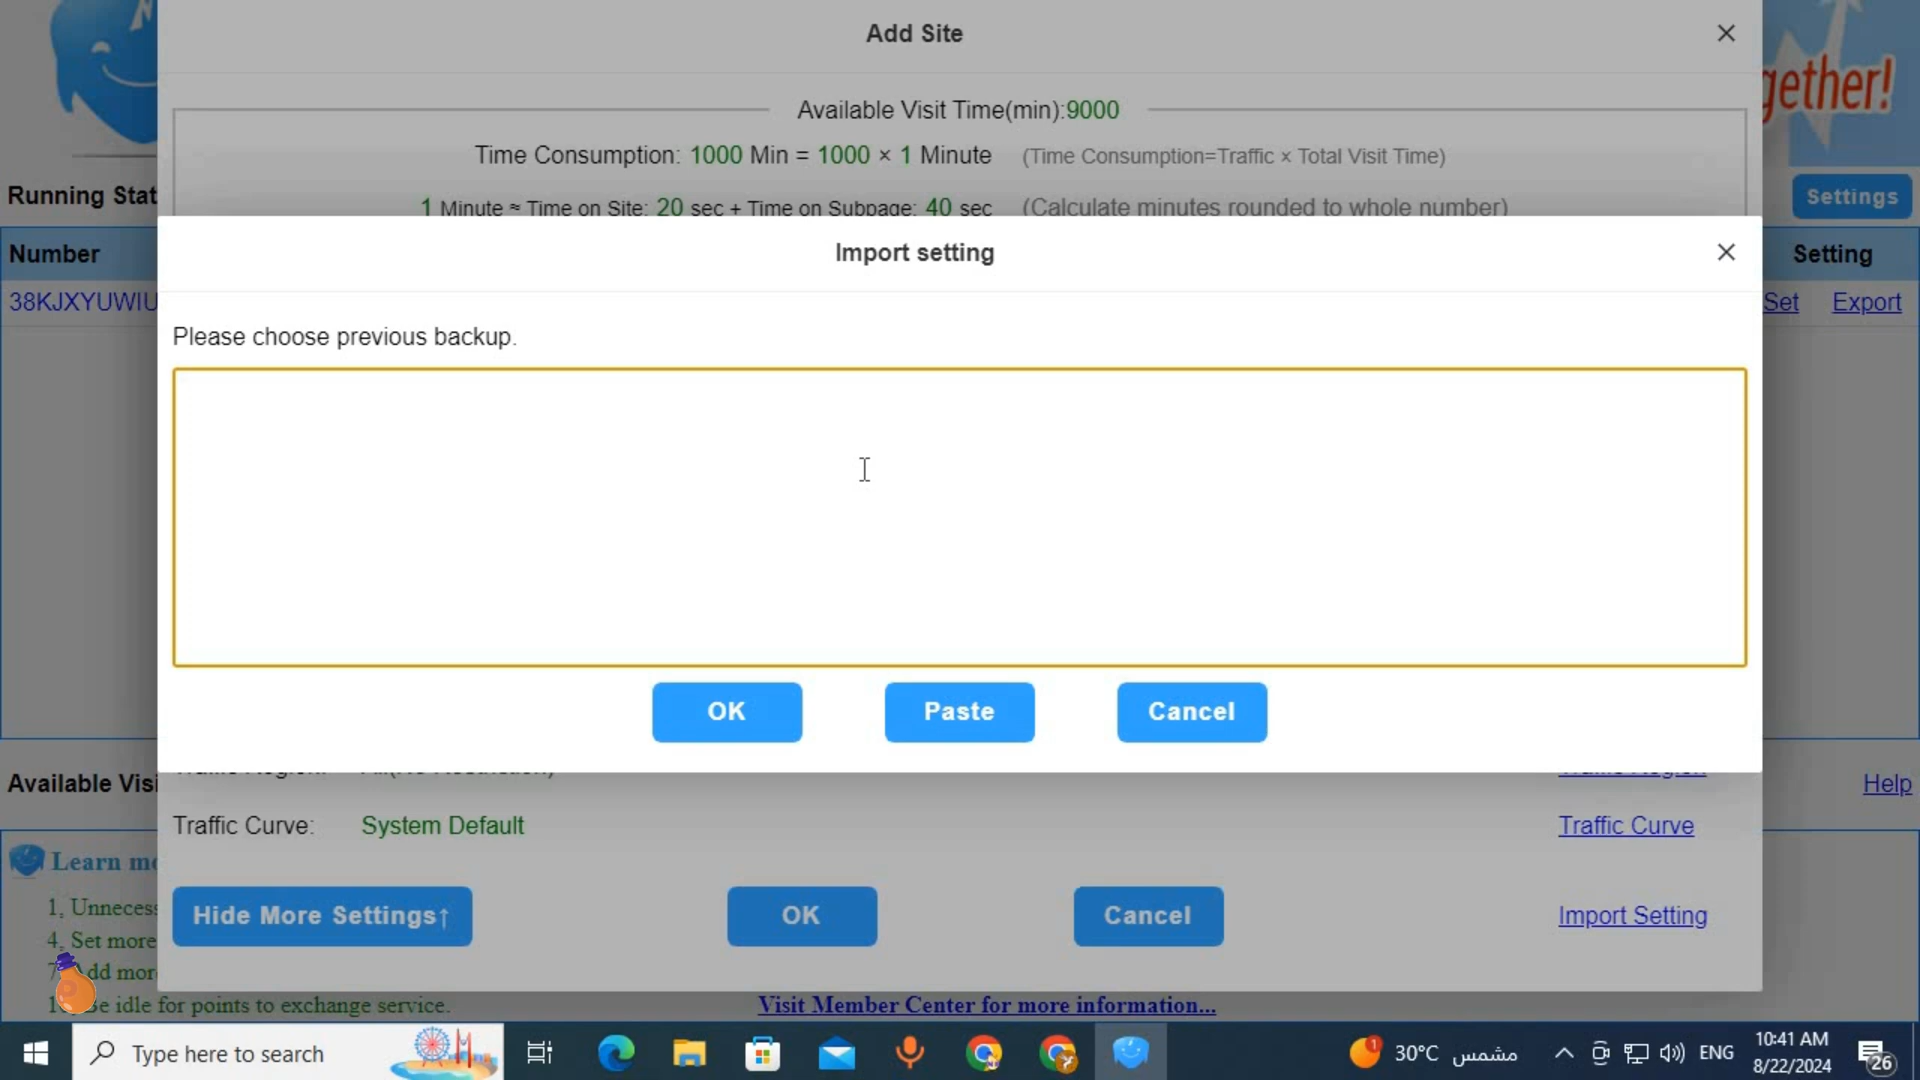 Add Site
gether!
Available Visit Time(min):9000
Time Consumption: 1000 Min = 1000 × 1 Minute (Time Consumption=Traffic × Total Visit Time)
Running Stat
Settings
1 Minute ≈ Time on Site: 20 sec + Time on Subpage: 40 sec (Calculate minutes rounded to whole number)
Number
Import setting
Setting
38KJXYUWIU
Set Export
Please choose previous backup.
OK Paste Cancel
Available Visi
Help
Traffic Curve: System Default Traffic Curve
Learn mo
1, Unnecess
Hide More Settings↑ OK Cancel Import Setting
4, Set more
dd mor
Be idle for points to exchange service.
Visit Member Center for more information...
Type here to search
30°C مشمس
ENG
10:41 AM
8/22/2024
26
1